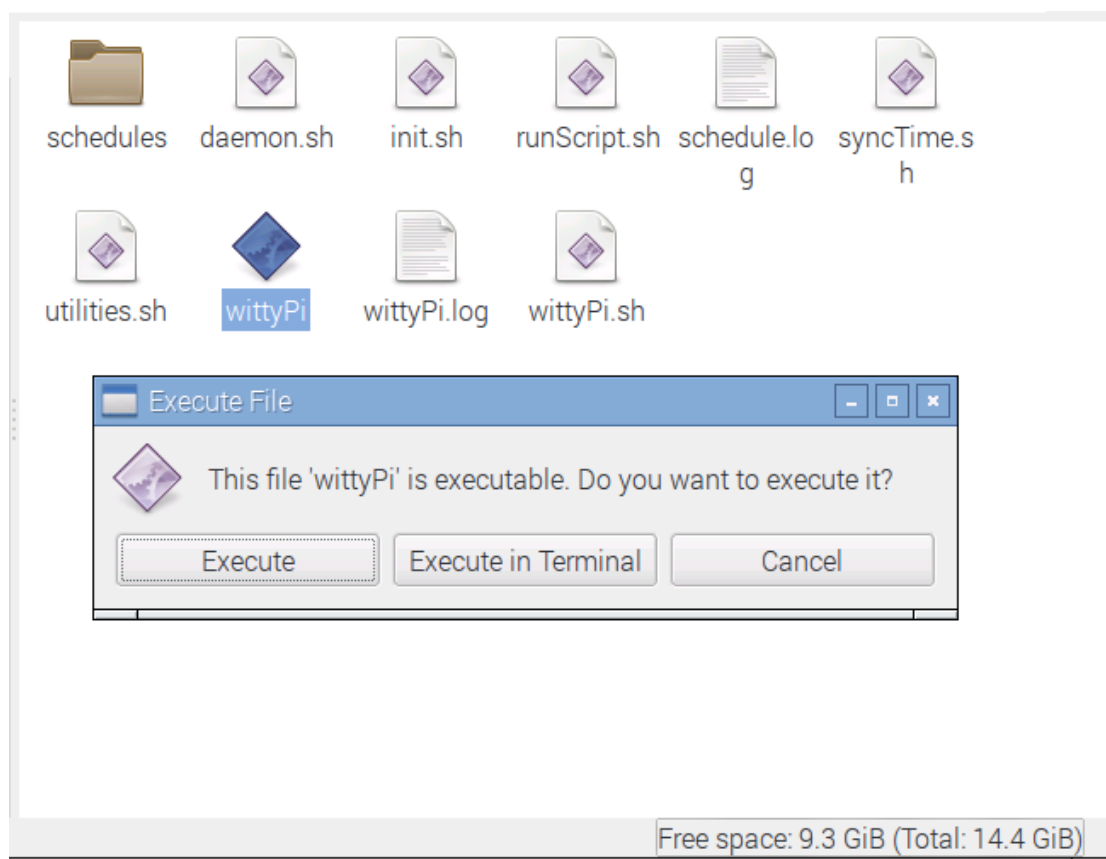 schedules daemon.sh init.sh runScript.sh schedule.lo syncTime.s
g h
utilities.sh wittyPi wittyPi.log wittyPi.sh
Execute File
This file 'wittyPi' is executable. Do you want to execute it?
Execute Execute in Terminal Cancel
Free space: 9.3 GiB (Total: 14.4 GiB)